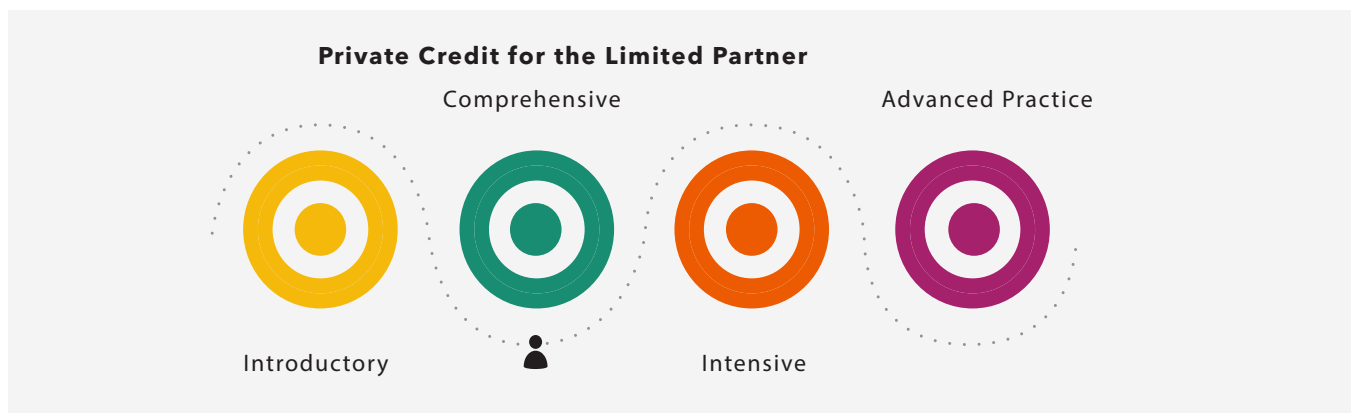 Private Credit for the Limited Partner
Comprehensive
Advanced Practice
Introductory
Intensive